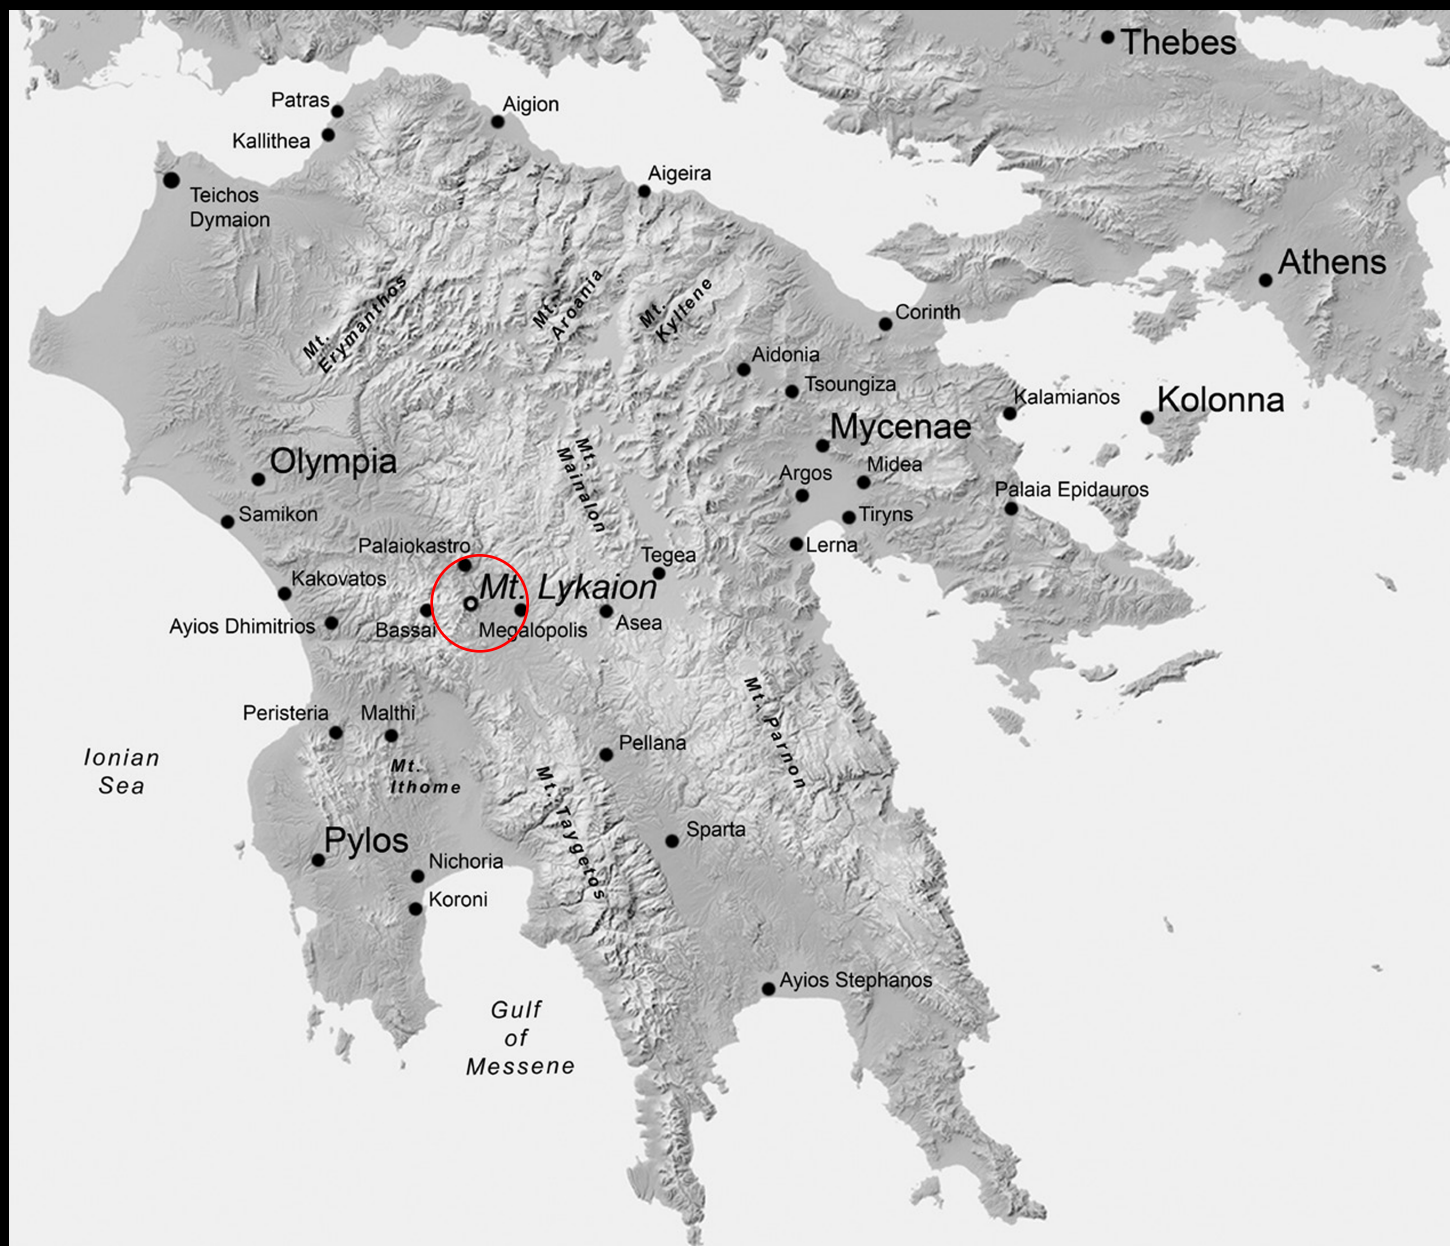 Thebes
Patras
Aigion
Kallithea
Aigeira
Teichos
Dymaion
Athens
Mt.
Erymanthos
Mt.
Aroania
Mt.
Kyllene
Corinth
Aidonia
Tsoungiza
Kalamianos
Kolonna
Mycenae
Olympia
Mt.
Mainalon
Argos
Midea
Palaia Epidauros
Samikon
Tiryns
Palaiokastro
Lerna
Tegea
Kakovatos
Mt. Lykaion
Ayios Dhimitrios
Bassai
Megalopolis
Asea
Peristeria
Malthi
Mt. Parnon
Ionian
Sea
Pellana
Mt.
Ithome
Mt. Taygetos
Sparta
Pylos
Nichoria
Koroni
Ayios Stephanos
Gulf
of
Messene